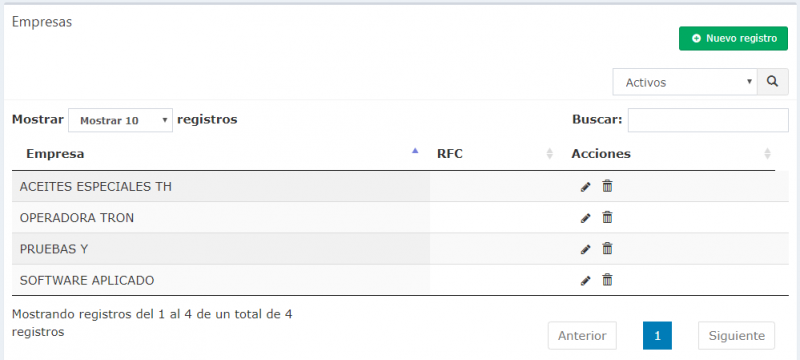 Empresas
Nuevo registro
Activos
Mostrar Mostrar 10 registros Buscar:
Empresa RFC Acciones
ACEITES ESPECIALES TH
OPERADORA TRON
PRUEBAS Y
SOFTWARE APLICADO
Mostrando registros del 1 al 4 de un total de 4
registros
Anterior 1 Siguiente